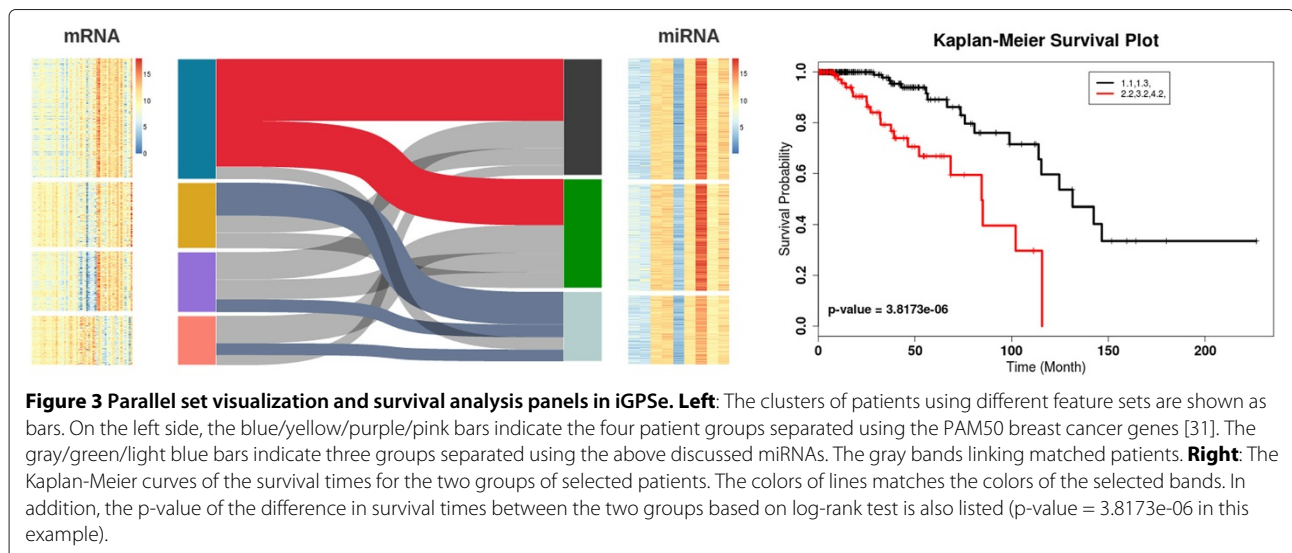 mRNA
15
10
5
0
miRNA
15
10
5
0
Kaplan-Meier Survival Plot
1.1,1.3,
2.2,3.2,4.2,
Survival Probability
1.0
0.8
0.6
0.4
0.2
0.0
p-value = 3.8173e-06
0 50 100 150 200
Time (Month)
Figure 3 Parallel set visualization and survival analysis panels in iGPSe. Left: The clusters of patients using different feature sets are shown as
bars. On the left side, the blue/yellow/purple/pink bars indicate the four patient groups separated using the PAM50 breast cancer genes [31]. The
gray/green/light blue bars indicate three groups separated using the above discussed miRNAs. The gray bands linking matched patients. Right: The
Kaplan-Meier curves of the survival times for the two groups of selected patients. The colors of lines matches the colors of the selected bands. In
addition, the p-value of the difference in survival times between the two groups based on log-rank test is also listed (p-value = 3.8173e-06 in this
example).